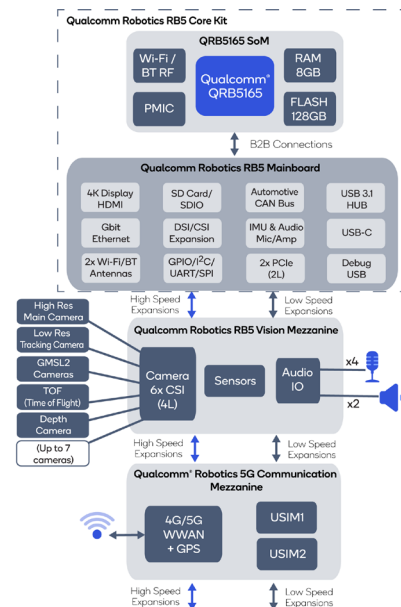 Qualcomm Robotics RB5 Core Kit
QRB5165 SoM
Wi-Fi /
BT RF
Qualcomm®
QRB5165
RAM
8GB
PMIC
FLASH
128GB
B2B Connections
Qualcomm Robotics RB5 Mainboard
4K Display
HDMI
SD Card/
SDIO
Automotive
CAN Bus
USB 3.1
HUB
Gbit
Ethernet
DSI/CSI
Expansion
IMU & Audio
Mic/Amp
USB-C
2x Wi-Fi/BT
Antennas
GPIO/I²C/
UART/SPI
2x PCIe
(2L)
Debug
USB
High Speed
Expansions
Low Speed
Expansions
Qualcomm Robotics RB5 Vision Mezzanine
High Res
Main Camera
Low Res
Tracking Camera
GMSL2
Cameras
TOF
(Time of Flight)
Depth
Camera
(Up to 7
cameras)
Camera
6x CSI
(4L)
Sensors
Audio
IO
x4
x2
High Speed
Expansions
Low Speed
Expansions
Qualcomm® Robotics 5G Communication
Mezzanine
4G/5G
WWAN
+ GPS
USIM1
USIM2
High Speed
Expansions
Low Speed
Expansions